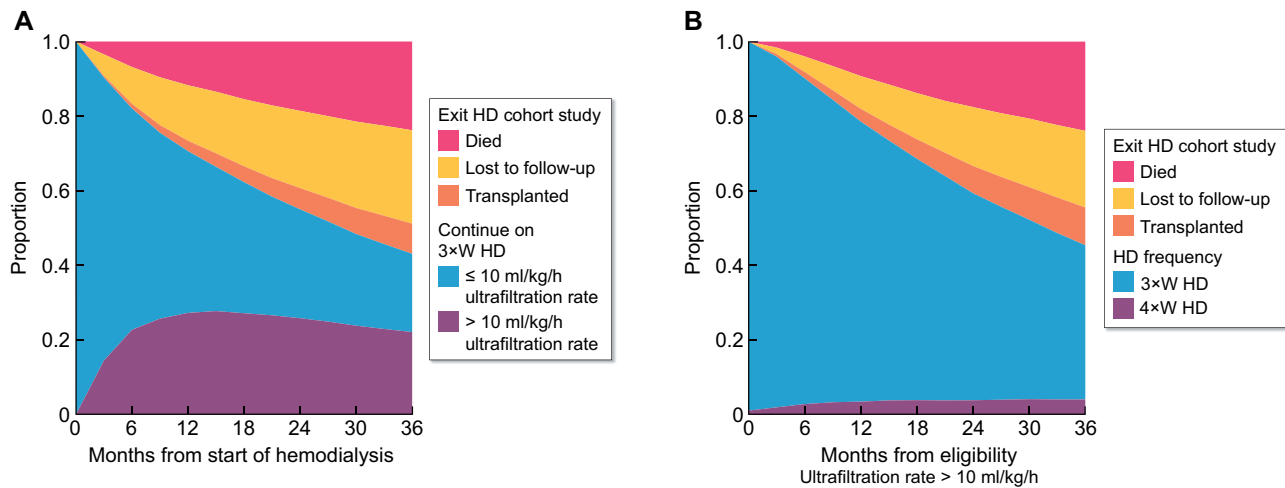 A
1.0
0.8
0.6
0.4
0.2
0
Proportion
0 6 12 18 24 30 36
Months from start of hemodialysis
Exit HD cohort study
Died
Lost to follow-up
Transplanted
Continue on
3×W HD
≤ 10 ml/kg/h
ultrafiltration rate
> 10 ml/kg/h
ultrafiltration rate
B
1.0
0.8
0.6
0.4
0.2
0
Proportion
0 6 12 18 24 30 36
Months from eligibility
Ultrafiltration rate > 10 ml/kg/h
Exit HD cohort study
Died
Lost to follow-up
Transplanted
HD frequency
3×W HD
4×W HD